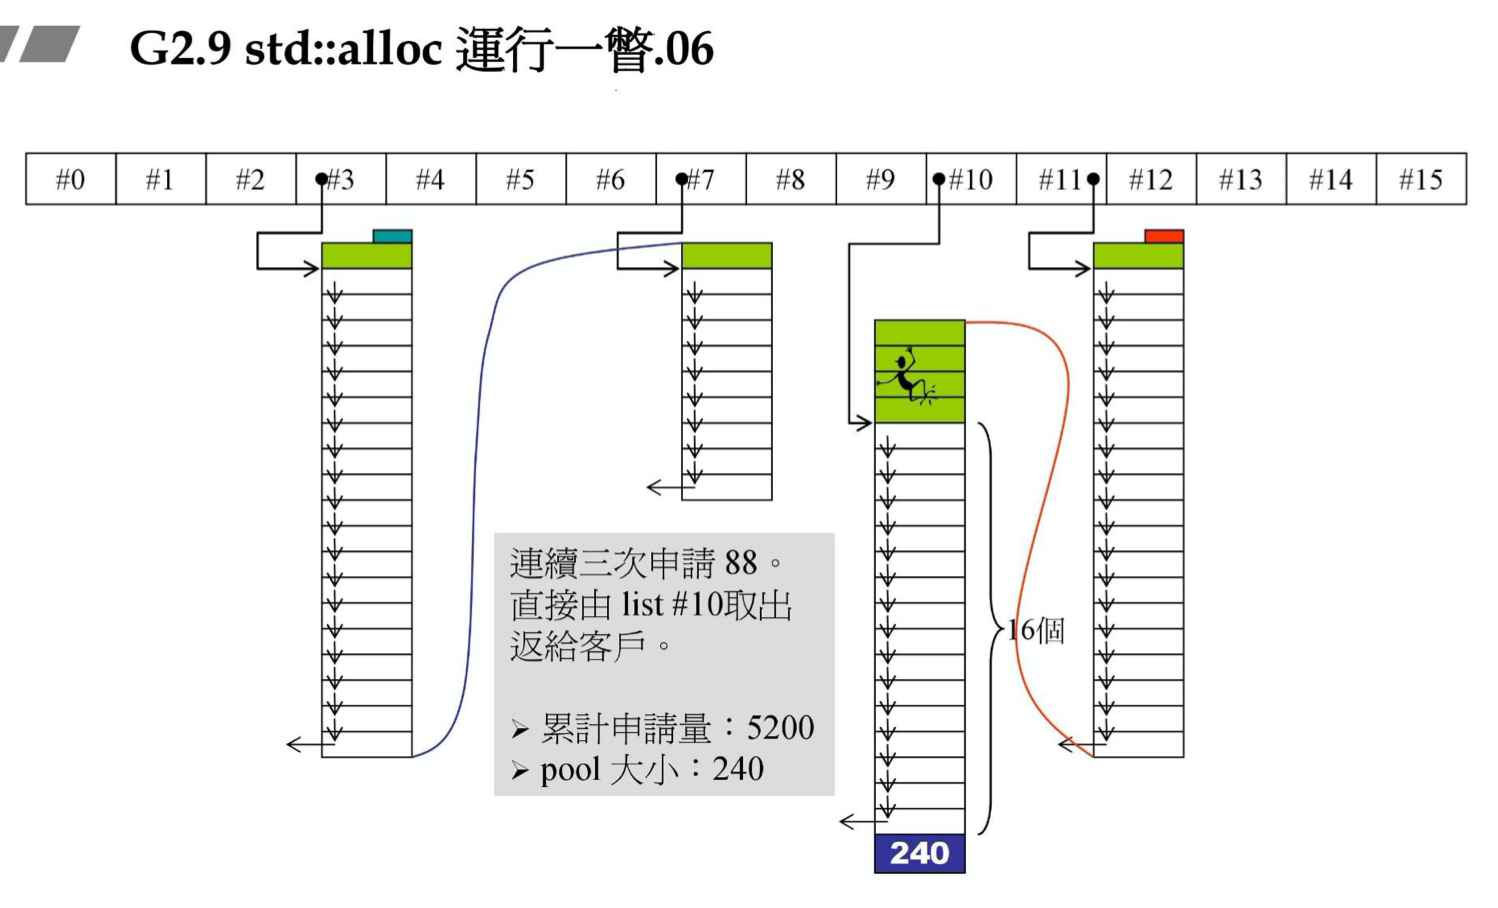 G2.9 std::alloc 運行一瞥.06
#0 #1 #2 #3 #4 #5 #6 #7 #8 #9 #10 #11 #12 #13 #14 #15
連續三次申請 88。
直接由 list #10取出
返給客戶。
➢ 累計申請量：5200
➢ pool 大小：240
16個
240